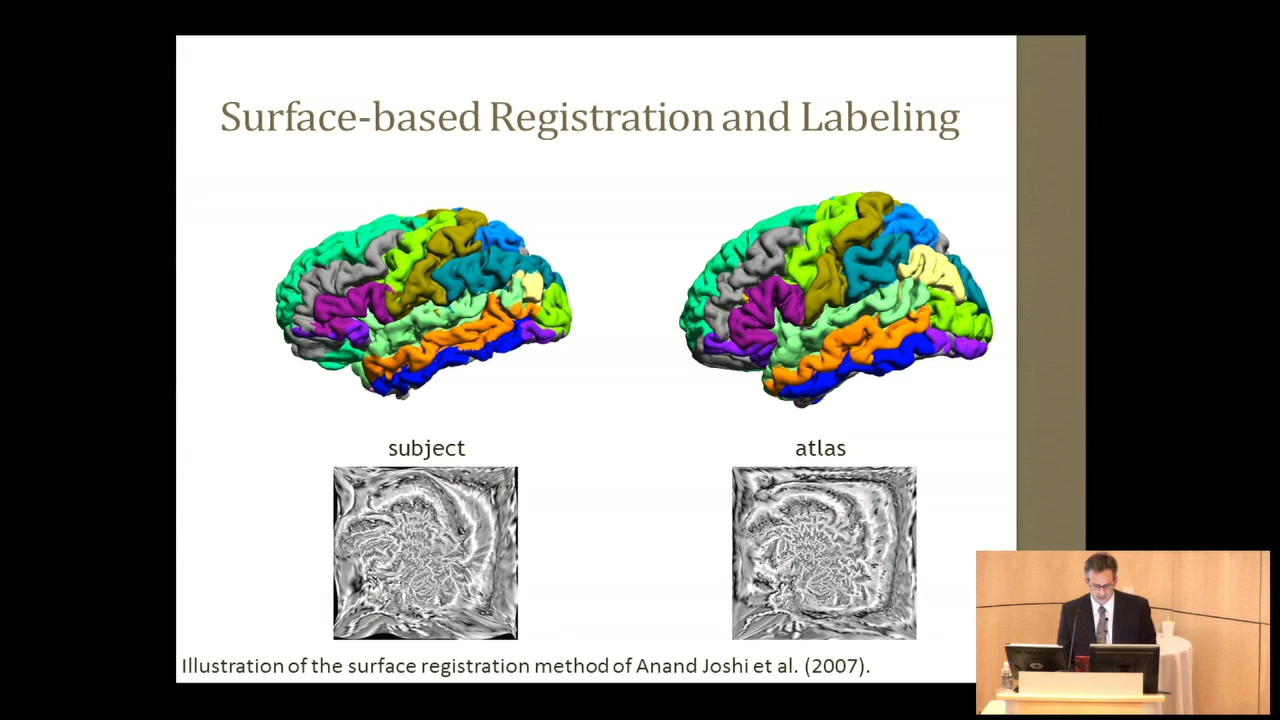 Surface-based Registration and Labeling
subject
atlas
Illustration of the surface registration method of Anand Joshi et al. (2007).